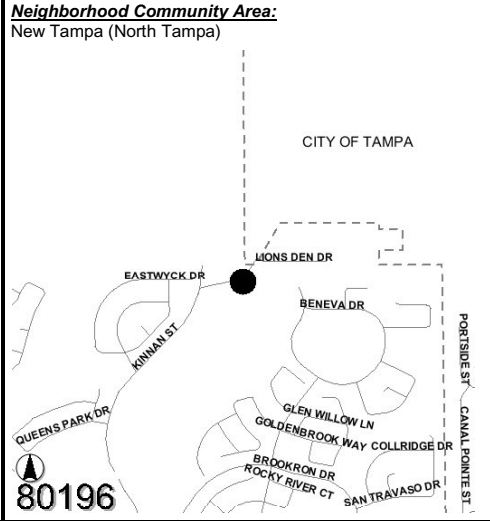 Neighborhood Community Area:
New Tampa (North Tampa)
CITY OF TAMPA
LIONS DEN DR
EASTWYCK DR
BENEVA DR
KINNAN ST
PORTSIDE ST
GLEN WILLOW LN
QUEENS PARK DR
GOLDENBROOK WAY
COLLRIDGE DR
CANAL POINTE ST
BROOKRON DR
ROCKY RIVER CT
SAN TRAVASO DR
80196